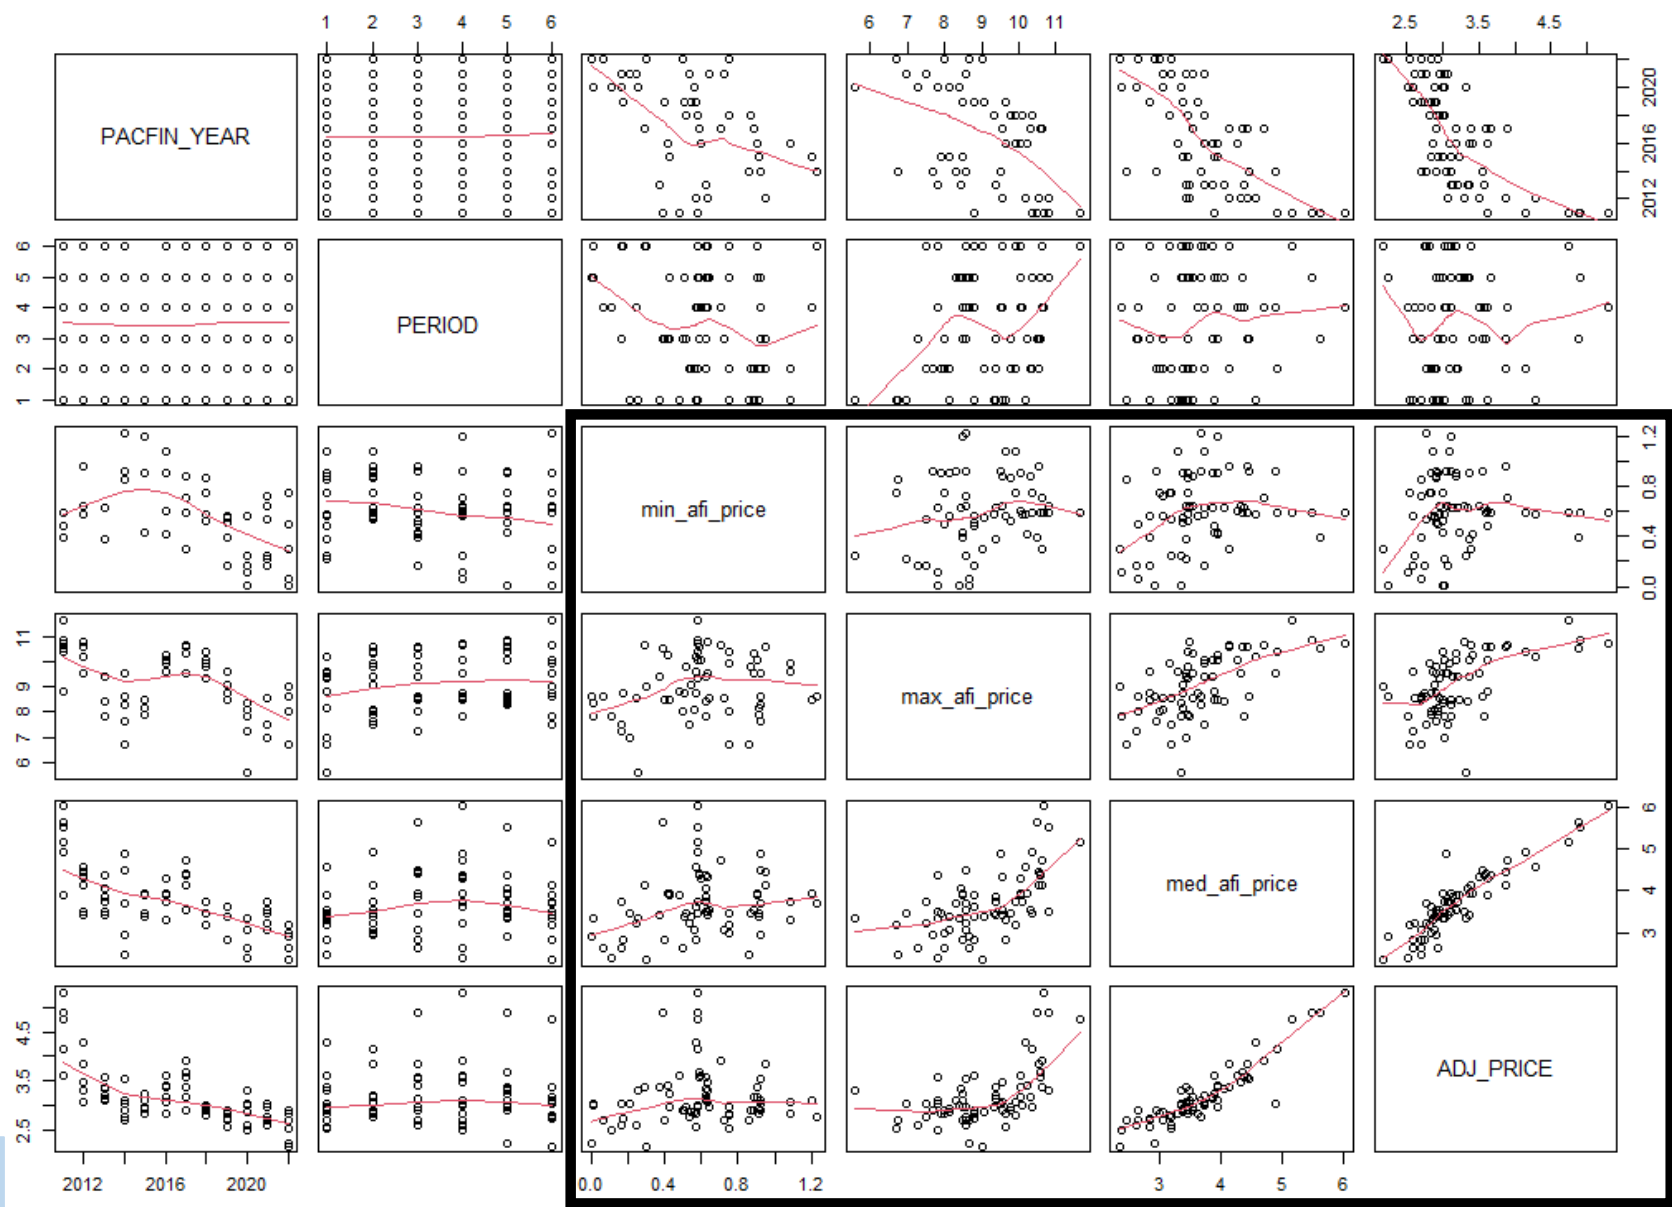 1 2 3 4 5 6 6 7 8 9 10 11 2.5 3.5 4.5
PACFIN_YEAR 2012 2016 2020
1 2 3 4 5 6 PERIOD
min_afi_price 0.0 0.4 0.8 1.2
6 7 8 9 11 max_afi_price
med_afi_price 3 4 5 6
2.5 3.5 4.5 ADJ_PRICE
2012 2016 2020 0.0 0.4 0.8 1.2 3 4 5 6